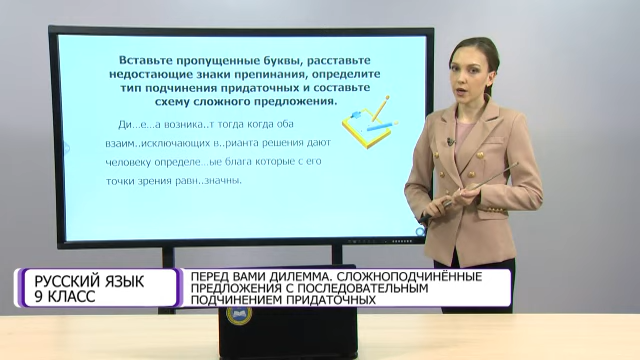 Вставьте пропущенные буквы, расставьте
недостающие знаки препинания, определите
тип подчинения придаточных и составьте
схему сложного предложения.
Ди...е...а возника..т тогда когда оба
взаим..исключающих в..рианта решения дают
человеку определе...ые блага которые с его
точки зрения равн..значны.
РУССКИЙ ЯЗЫК
9 КЛАСС
ПЕРЕД ВАМИ ДИЛЕММА. СЛОЖНОПОДЧИНЁННЫЕ
ПРЕДЛОЖЕНИЯ С ПОСЛЕДОВАТЕЛЬНЫМ
ПОДЧИНЕНИЕМ ПРИДАТОЧНЫХ